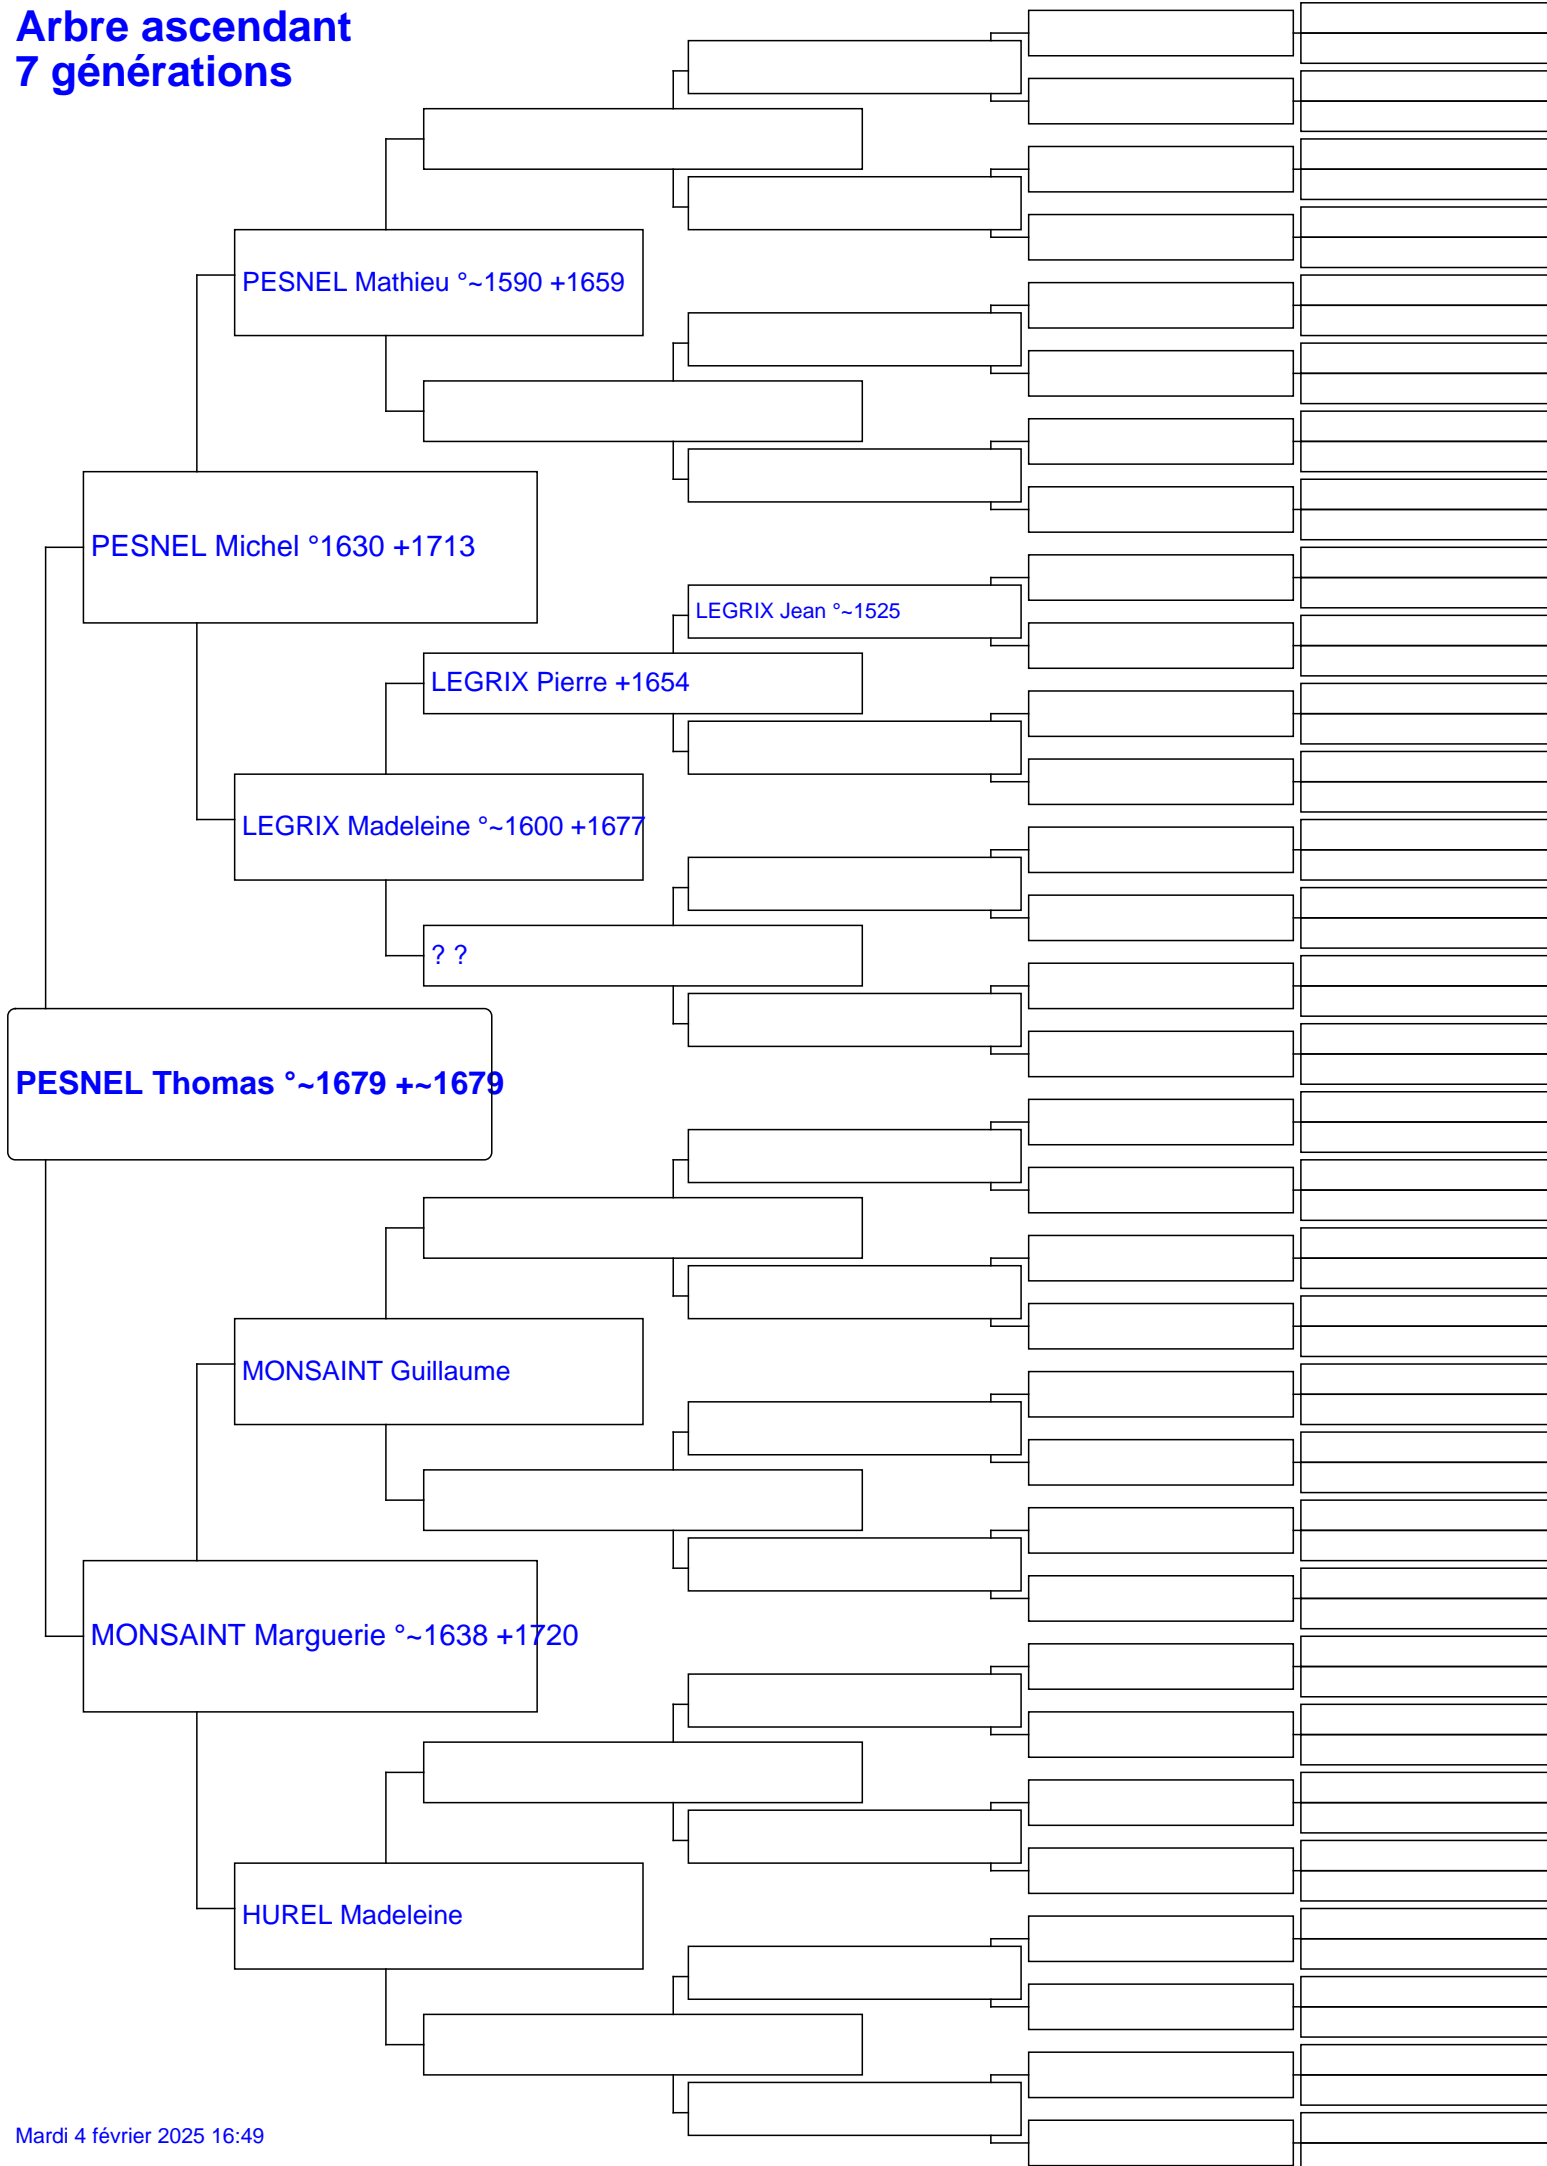 Arbre ascendant
7 générations
PESNEL Mathieu °~1590 +1659
PESNEL Michel °1630 +1713
LEGRIX Jean °~1525
LEGRIX Pierre +1654
LEGRIX Madeleine °~1600 +1677
? ?
PESNEL Thomas °~1679 +~1679
MONSAINT Guillaume
MONSAINT Marguerie °~1638 +1720
HUREL Madeleine
Mardi 4 février 2025 16:49